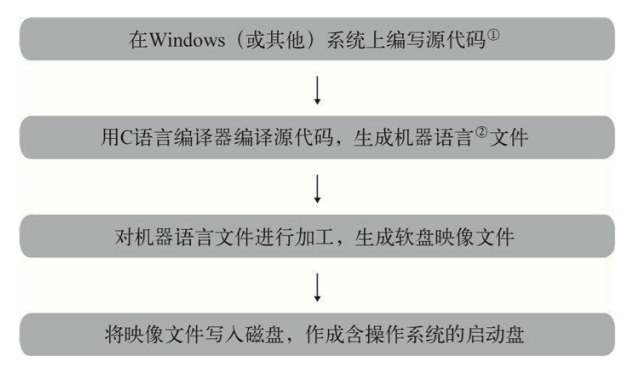 在Windows（或其他）系统上编写源代码①
用C语言编译器编译源代码，生成机器语言②文件
对机器语言文件进行加工，生成软盘映像文件
将映像文件写入磁盘，作成含操作系统的启动盘